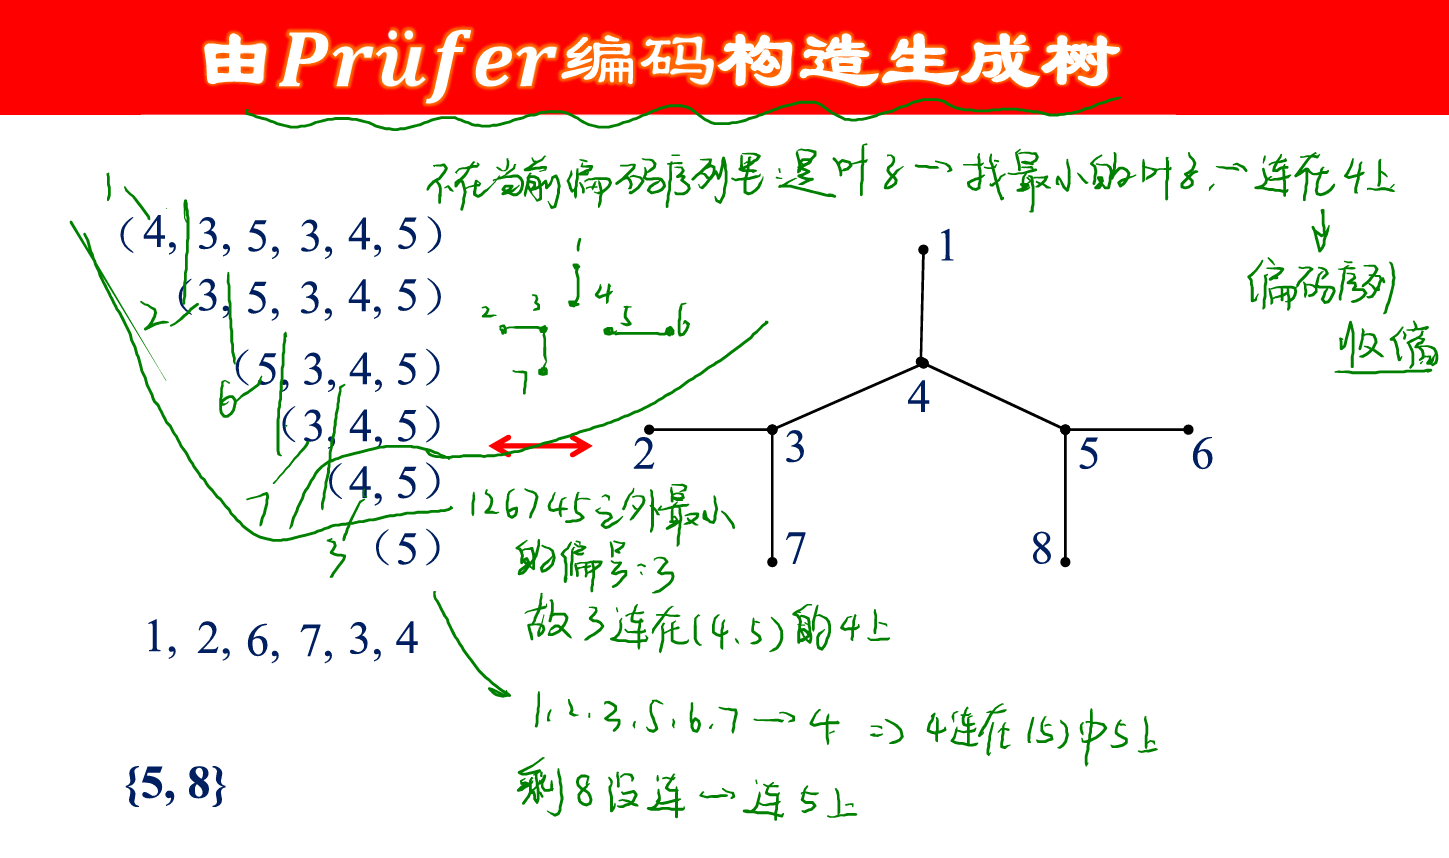 由Prüfer编码构造生成树
不在当前编码序列里:是叶子→找最小的叶子,→连在4上
编码序列
收缩
1
(4, 3, 5, 3, 4, 5)
2
(3, 5, 3, 4, 5)
6
(5, 3, 4, 5)
7
(3, 4, 5)
3
(4, 5)
(5)
1, 2, 6, 7, 3, 4
{5, 8}
1
4
2 3
5 6
7
1
4
2 3 5 6
7 8
126745之外最小
的编号:3
故3连在(4.5)的4上
1.2.3.5.6.7→4 ⇒ 4连在(5)中5上
剩8没连→连5上